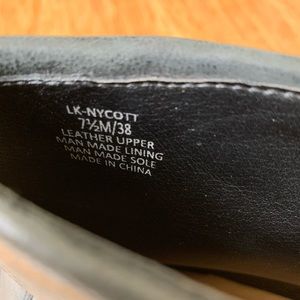 LK-NYCOTT
7½M/38
LEATHER UPPER
MAN MADE LINING
MAN MADE SOLE
MADE IN CHINA